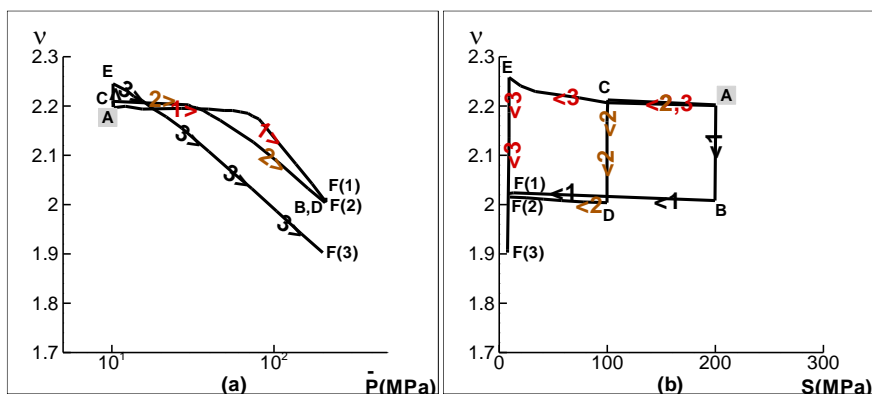 ν
2.3
2.2
2.1
2
1.9
1.8
1.7
E
C
A
3>
2>
1>
1>
3>
2>
3>
3>
B,D
F(1)
F(2)
F(3)
10¹
10²
(a)
P̄(MPa)
ν
2.3
2.2
2.1
2
1.9
1.8
1.7
E
C
A
<3
<3
<2,3
<2
<1
<3
<2
F(1)
<1
<1
F(2)
<2
D
B
F(3)
0
100
200
300
(b)
S(MPa)